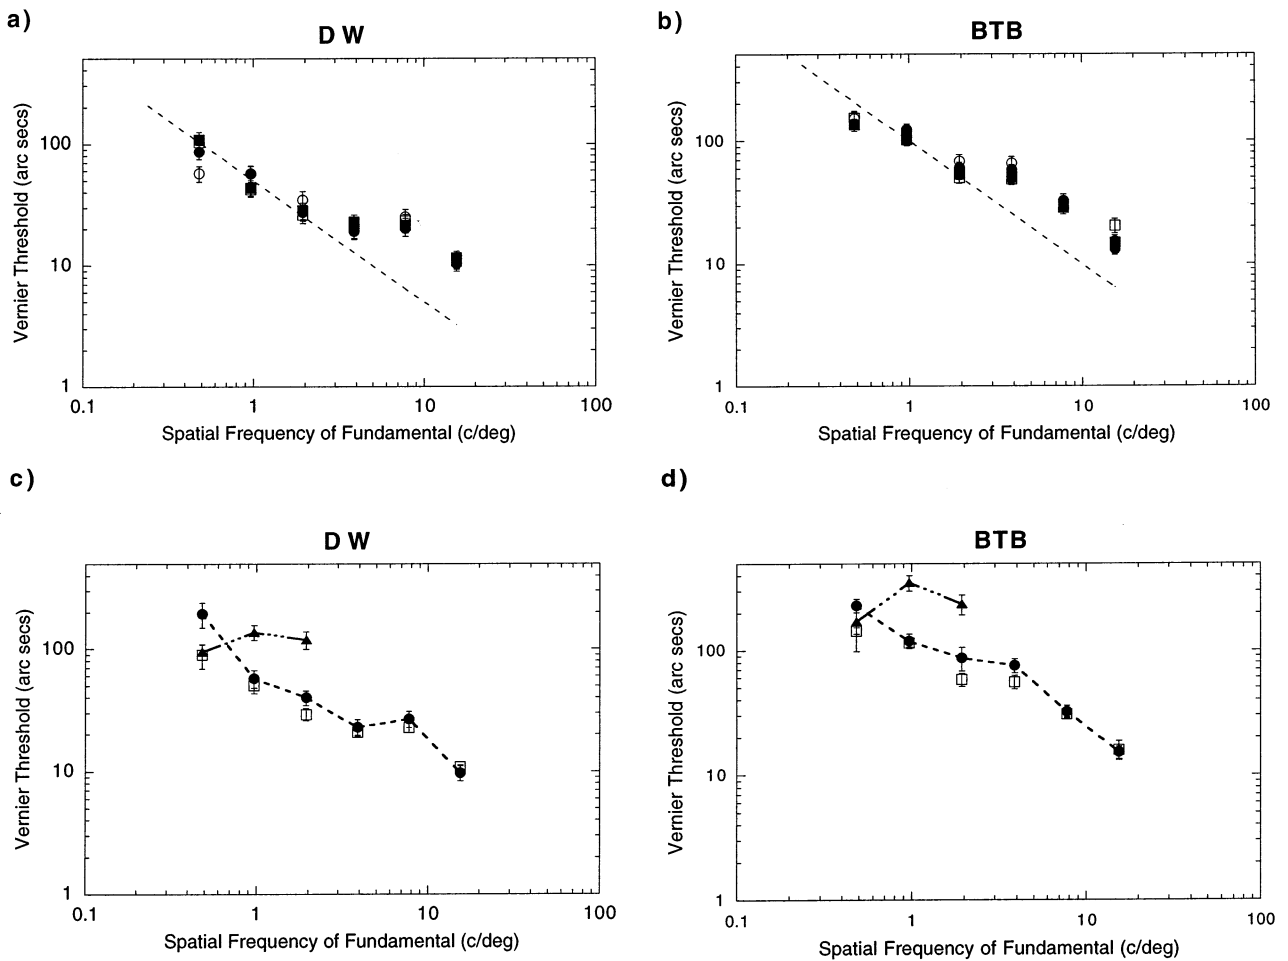 a)
D W
Vernier Threshold (arc secs)
100
10
1
0.1
1
10
100
Spatial Frequency of Fundamental (c/deg)
b)
BTB
Vernier Threshold (arc secs)
100
10
1
0.1
1
10
100
Spatial Frequency of Fundamental (c/deg)
c)
D W
Vernier Threshold (arc secs)
100
10
1
0.1
1
10
100
Spatial Frequency of Fundamental (c/deg)
d)
BTB
Vernier Threshold (arc secs)
100
10
1
0.1
1
10
100
Spatial Frequency of Fundamental (c/deg)